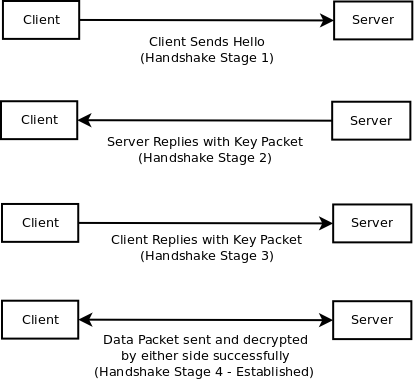 Client
Server
Client Sends Hello
(Handshake Stage 1)
Client
Server
Server Replies with Key Packet
(Handshake Stage 2)
Client
Server
Client Replies with Key Packet
(Handshake Stage 3)
Client
Server
Data Packet sent and decrypted
by either side successfully
(Handshake Stage 4 - Established)